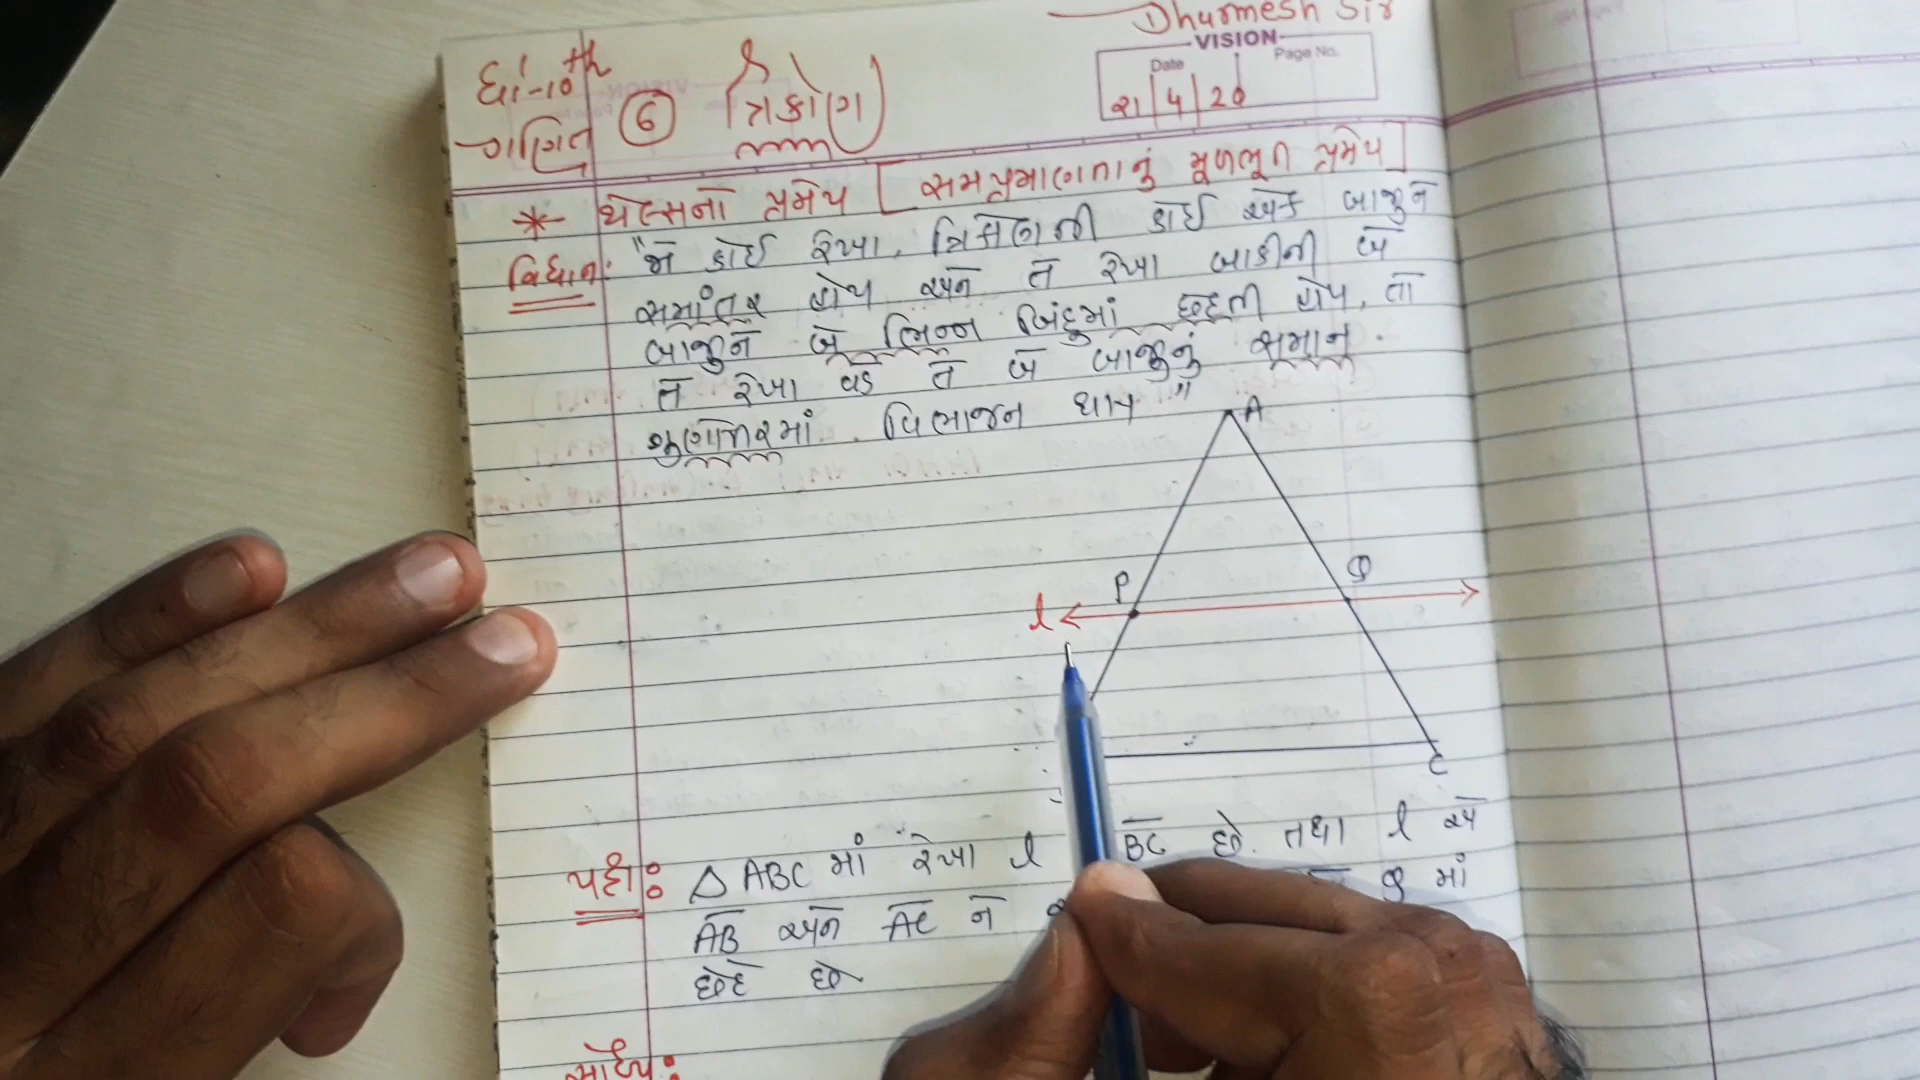 Dhurmesh Sir
VISION
Date Page No.
21 4 20
ધો-10th
ગણિત
6 ત્રિકોણ
* થેલ્સનો પ્રમેય [ સમપ્રમાણતાનું મૂળભૂત પ્રમેય ]
વિધાન: "જો કોઈ રેખા, ત્રિકોણની કોઈ એક બાજુને
સમાંતર હોય અને તે રેખા બાકીની બે
બાજુને બે ભિન્ન બિંદુમાં છેદતી હોય, તો
તે રેખા વડે તે બે બાજુનું સમાન
ગુણોત્તરમાં વિભાજન થાય"
A
P Q
l
C
પક્ષ: △ ABC માં રેખા l BC છે. તથા l એ
AB અને AC ને Q માં
છેદે છે
સાધ્ય: